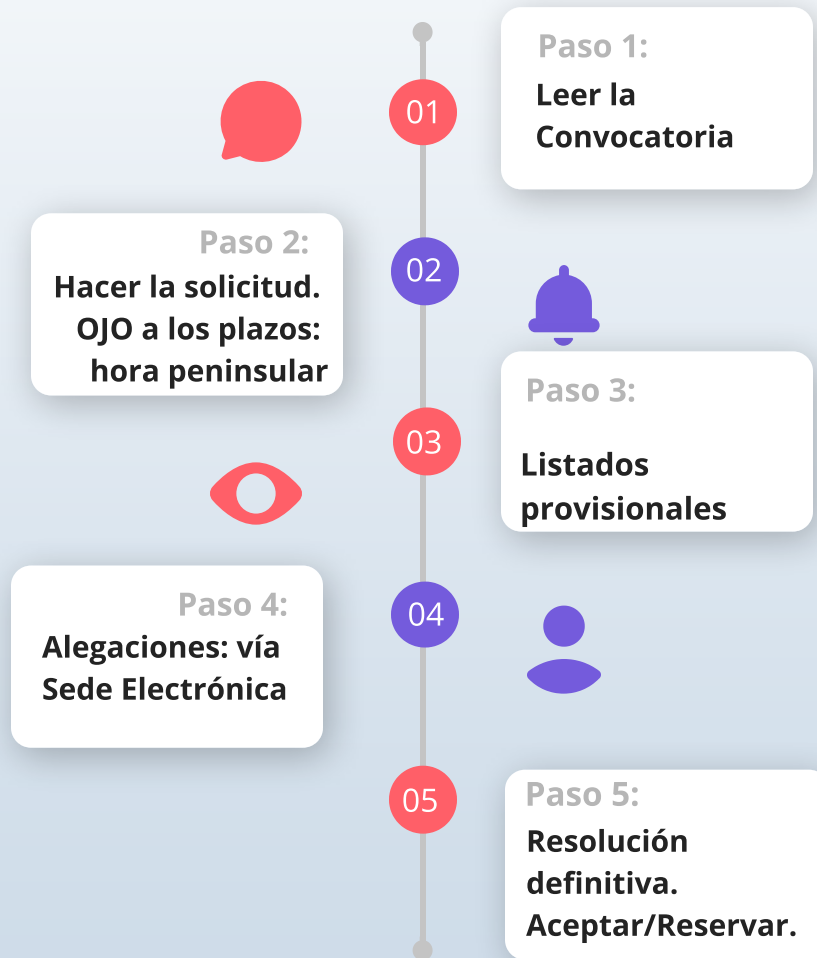 01
Paso 1:
Leer la
Convocatoria
02
Paso 2:
Hacer la solicitud.
OJO a los plazos:
hora peninsular
03
Paso 3:
Listados
provisionales
04
Paso 4:
Alegaciones: vía
Sede Electrónica
05
Paso 5:
Resolución
definitiva.
Aceptar/Reservar.